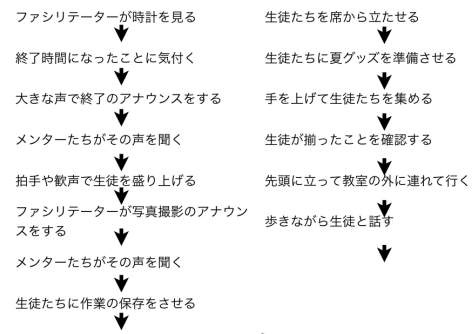 ファシリテーターが時計を見る
終了時間になったことに気付く
大きな声で終了のアナウンスをする
メンターたちがその声を聞く
拍手や歓声で生徒を盛り上げる
ファシリテーターが写真撮影のアナウン
スをする
メンターたちがその声を聞く
生徒たちに作業の保存をさせる
生徒たちを席から立たせる
生徒たちに夏グッズを準備させる
手を上げて生徒たちを集める
生徒が揃ったことを確認する
先頭に立って教室の外に連れて行く
歩きながら生徒と話す